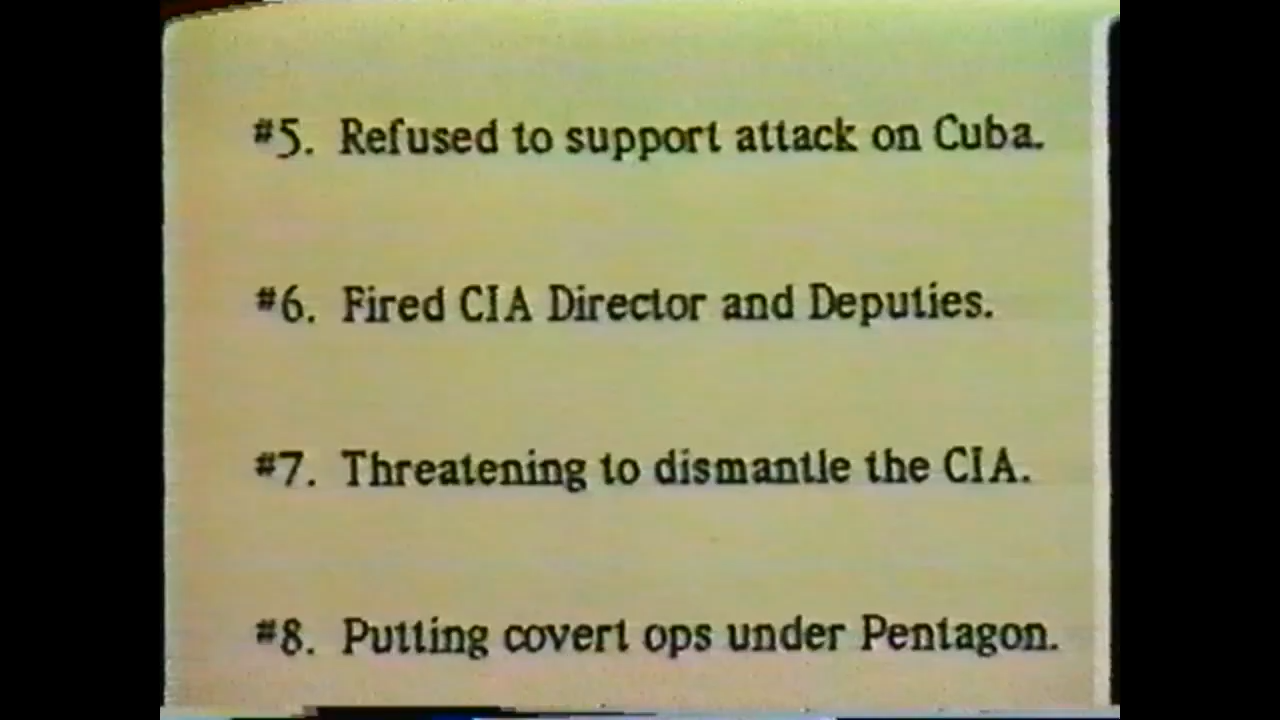 #5. Refused to support attack on Cuba.
#6. Fired CIA Director and Deputies.
#7. Threatening to dismantle the CIA.
#8. Putting covert ops under Pentagon.